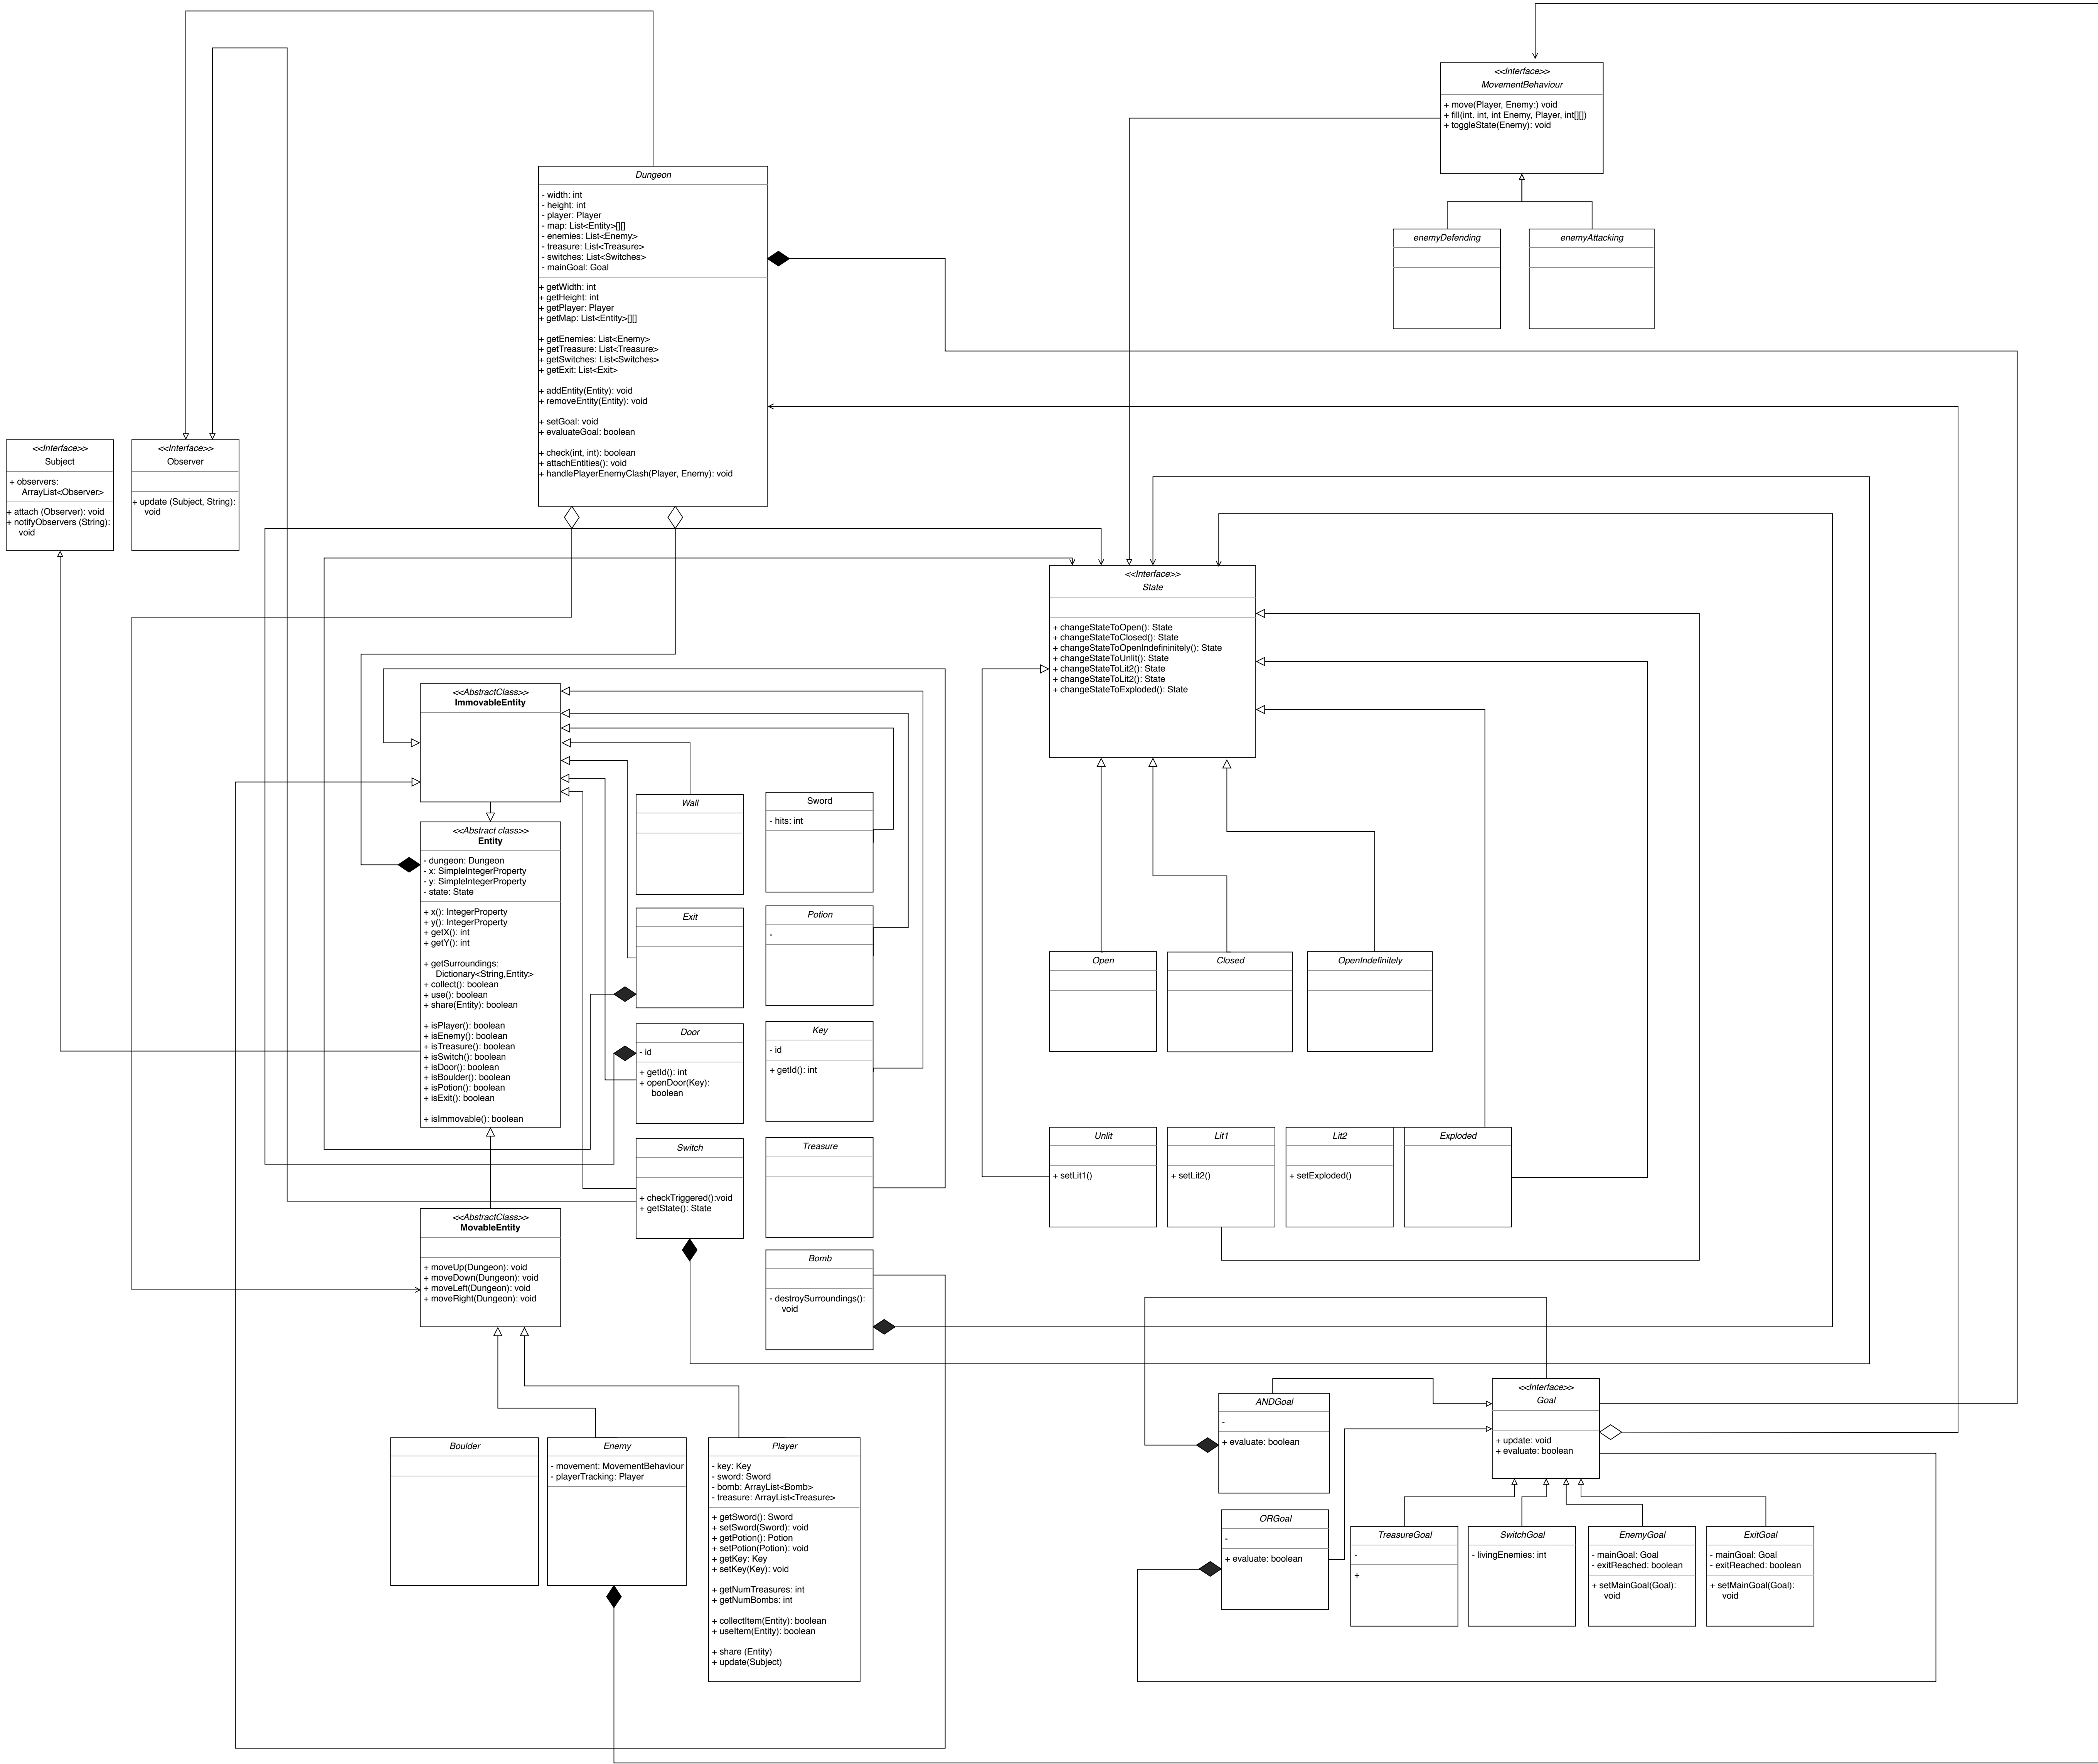 <<Interface>>
MovementBehaviour
+ move(Player, Enemy:) void
+ fill(int. int, int Enemy, Player, int[][])
+ toggleState(Enemy): void
enemyDefending
enemyAttacking
Dungeon
- width: int
- height: int
- player: Player
- map: List<Entity>[][]
- enemies: List<Enemy>
- treasure: List<Treasure>
- switches: List<Switches>
- mainGoal: Goal
+ getWidth: int
+ getHeight: int
+ getPlayer: Player
+ getMap: List<Entity>[][]
+ getEnemies: List<Enemy>
+ getTreasure: List<Treasure>
+ getSwitches: List<Switches>
+ getExit: List<Exit>
+ addEntity(Entity): void
+ removeEntity(Entity): void
+ setGoal: void
+ evaluateGoal: boolean
+ check(int, int): boolean
+ attachEntities(): void
+ handlePlayerEnemyClash(Player, Enemy): void
<<Interface>>
Subject
+ observers:
ArrayList<Observer>
+ attach (Observer): void
+ notifyObservers (String):
void
<<Interface>>
Observer
+ update (Subject, String):
void
<<Interface>>
State
+ changeStateToOpen(): State
+ changeStateToClosed(): State
+ changeStateToOpenIndefininitely(): State
+ changeStateToUnlit(): State
+ changeStateToLit2(): State
+ changeStateToLit2(): State
+ changeStateToExploded(): State
<<AbstractClass>>
ImmovableEntity
<<Abstract class>>
Entity
- dungeon: Dungeon
- x: SimpleIntegerProperty
- y: SimpleIntegerProperty
- state: State
+ x(): IntegerProperty
+ y(): IntegerProperty
+ getX(): int
+ getY(): int
+ getSurroundings:
Dictionary<String,Entity>
+ collect(): boolean
+ use(): boolean
+ share(Entity): boolean
+ isPlayer(): boolean
+ isEnemy(): boolean
+ isTreasure(): boolean
+ isSwitch(): boolean
+ isDoor(): boolean
+ isBoulder(): boolean
+ isPotion(): boolean
+ isExit(): boolean
+ isImmovable(): boolean
Wall
Sword
- hits: int
Exit
Potion
-
Door
- id
+ getId(): int
+ openDoor(Key):
boolean
Key
- id
+ getId(): int
Switch
+ checkTriggered():void
+ getState(): State
Treasure
Bomb
- destroySurroundings():
void
Open
Closed
OpenIndefinitely
Unlit
+ setLit1()
Lit1
+ setLit2()
Lit2
+ setExploded()
Exploded
<<AbstractClass>>
MovableEntity
+ moveUp(Dungeon): void
+ moveDown(Dungeon): void
+ moveLeft(Dungeon): void
+ moveRight(Dungeon): void
Boulder
Enemy
- movement: MovementBehaviour
- playerTracking: Player
Player
- key: Key
- sword: Sword
- bomb: ArrayList<Bomb>
- treasure: ArrayList<Treasure>
+ getSword(): Sword
+ setSword(Sword): void
+ getPotion(): Potion
+ setPotion(Potion): void
+ getKey: Key
+ setKey(Key): void
+ getNumTreasures: int
+ getNumBombs: int
+ collectItem(Entity): boolean
+ useItem(Entity): boolean
+ share (Entity)
+ update(Subject)
ANDGoal
-
+ evaluate: boolean
<<Interface>>
Goal
+ update: void
+ evaluate: boolean
ORGoal
-
+ evaluate: boolean
TreasureGoal
-
+
SwitchGoal
- livingEnemies: int
EnemyGoal
- mainGoal: Goal
- exitReached: boolean
+ setMainGoal(Goal):
void
ExitGoal
- mainGoal: Goal
- exitReached: boolean
+ setMainGoal(Goal):
void